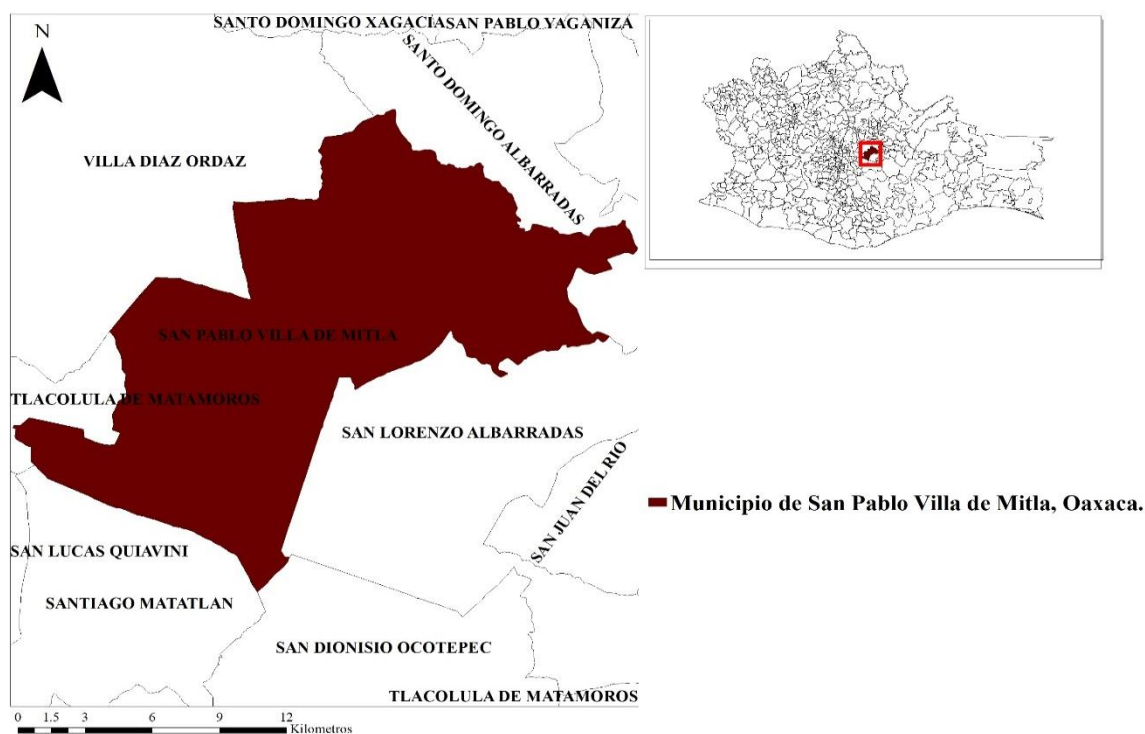 N
SANTO DOMINGO XAGACIA
SAN PABLO YAGANIZA
SANTO DOMINGO ALBARRADAS
VILLA DIAZ ORDAZ
SAN PABLO VILLA DE MITLA
TLACOLULA DE MATAMOROS
SAN LORENZO ALBARRADAS
SAN JUAN DEL RIO
Municipio de San Pablo Villa de Mitla, Oaxaca.
SAN LUCAS QUIAVINI
SANTIAGO MATATLAN
SAN DIONISIO OCOTEPEC
TLACOLULA DE MATAMOROS
0 1.5 3 6 9 12
Kilometros